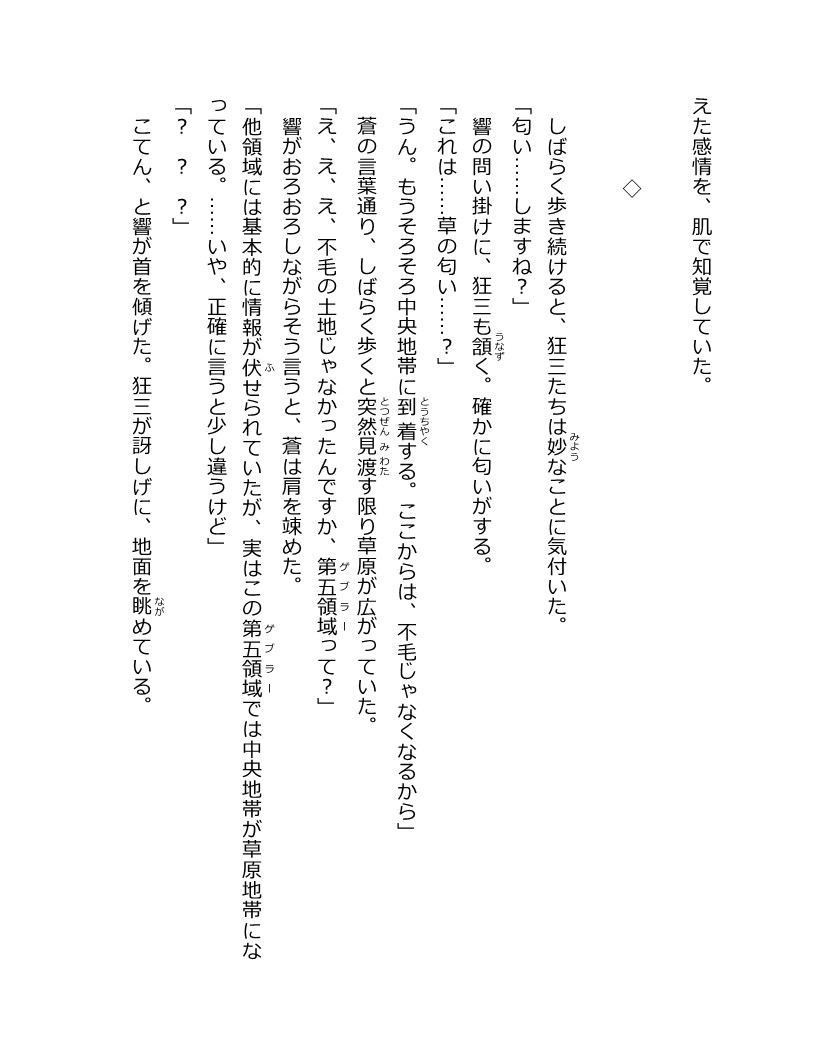 えた感情を、肌で知覚していた。
◇
しばらく歩き続けると、狂三たちは妙なことに気付いた。
「匂い……しますね？」
響の問い掛けに、狂三も頷く。確かに匂いがする。
「これは……草の匂い……？」
「うん。もうそろそろ中央地帯に到着する。ここからは、不毛じゃなくなるから」
蒼の言葉通り、しばらく歩くと突然見渡す限り草原が広がっていた。
「え、え、え、不毛の土地じゃなかったんですか、第五領域って？」
響がおろおろしながらそう言うと、蒼は肩を竦めた。
「他領域には基本的に情報が伏せられていたが、実はこの第五領域では中央地帯が草原地帯にな
っている。……いや、正確に言うと少し違うけど」
「？　？　？」
こてん、と響が首を傾げた。狂三が訝しげに、地面を眺めている。